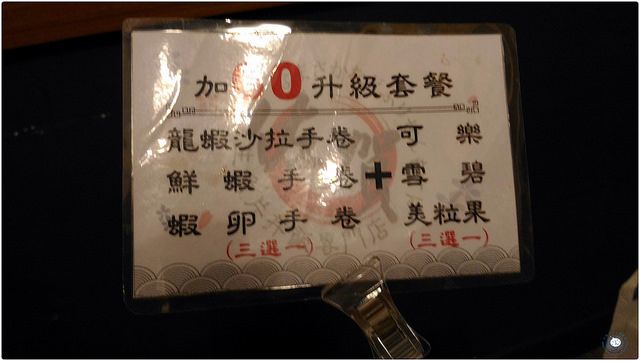 加 0升級套餐
龍蝦沙拉手卷 可樂
鮮蝦手卷 + 雪碧
蝦卵手卷 美粒果
(三選一) (三選一)